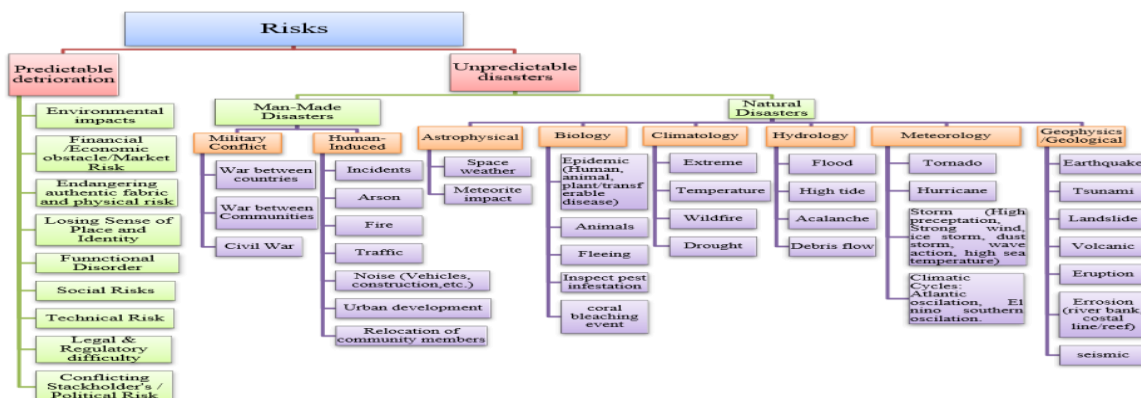 Risks
Predictable
detrioration
Environmental
impacts
Financial
/Economic
obstacle/Market
Risk
Endangering
authentic fabric
and physical risk
Losing Sense of
Place and
Identity
Funnctional
Disorder
Social Risks
Technical Risk
Legal &
Regulatory
difficulty
Conflicting
Stackholder's /
Political Risk
Unpredictable
disasters
Man-Made
Disasters
Military
Conflict
War between
countries
War between
Communities
Civil War
Human-
Induced
Incidents
Arson
Fire
Traffic
Noise (Vehicles,
construction,etc.)
Urban development
Relocation of
community members
Natural
Disasters
Astrophysical
Space
weather
Meteorite
impact
Biology
Epidemic
(Human,
animal,
plant/transf
erable
disease)
Animals
Fleeing
Inspect pest
infestation
coral
bleaching
event
Climatology
Extreme
Temperature
Wildfire
Drought
Hydrology
Flood
High tide
Acalanche
Debris flow
Meteorology
Tornado
Hurricane
Storm (High
preceptation,
Strong wind,
ice storm, dust
storm, wave
action, high sea
temperature)
Climatic
Cycles:
Atlantic
oscilation, El
nino southern
oscilation.
Geophysics
/Geological
Earthquake
Tsunami
Landslide
Volcanic
Eruption
Errosion
(river bank,
costal
line/reef)
seismic